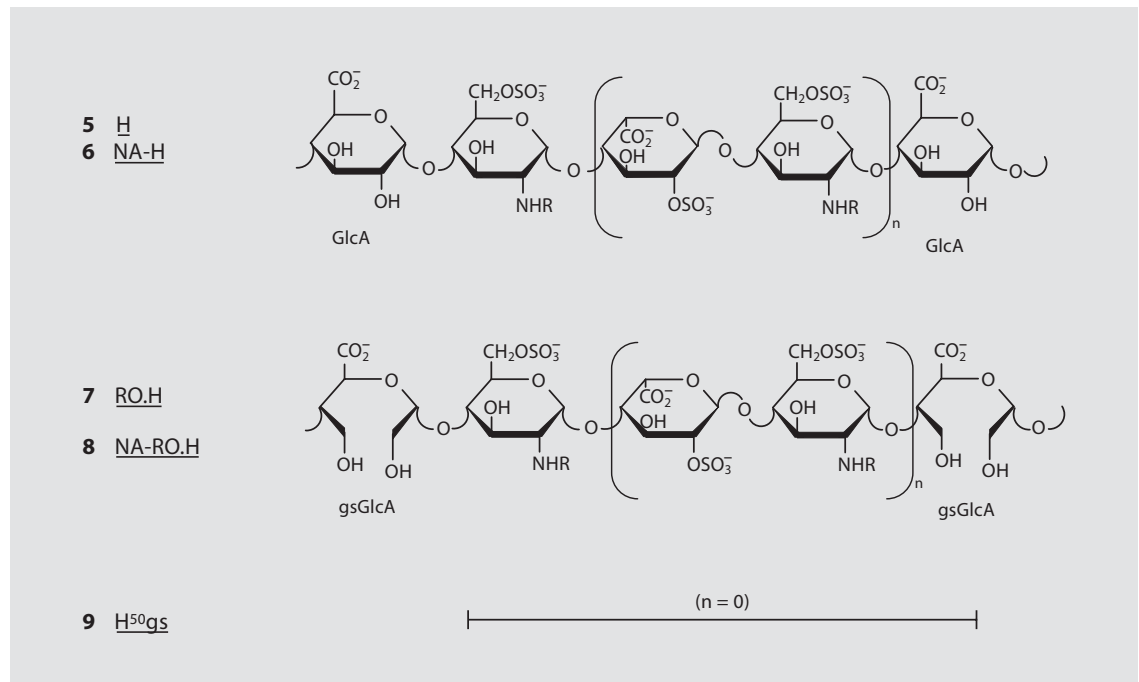 CO₂⁻ CH₂OSO₃⁻ CH₂OSO₃⁻ CO₂⁻
5 H
6 NA-H
O O O O O
CO₂⁻
OH OH OH OH OH
O O O O O
OH NHR OSO₃⁻ NHR OH
n
GlcA GlcA
CO₂⁻ CH₂OSO₃⁻ CH₂OSO₃⁻ CO₂⁻
7 RO.H
O O O O O
CO₂⁻
OH OH OH
8 NA-RO.H
O O O O O
OH OH NHR OSO₃⁻ NHR OH OH
n
gsGlcA gsGlcA
(n = 0)
9 H⁵⁰gs